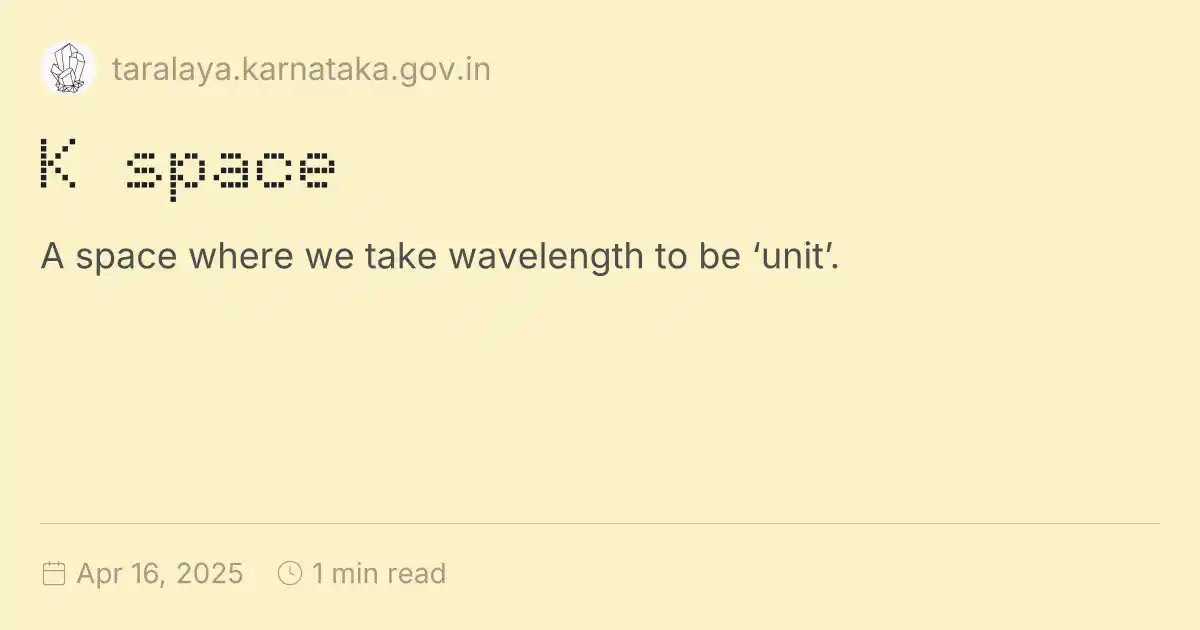 taralaya.karnataka.gov.in
K space
A space where we take wavelength to be ‘unit’.
Apr 16, 2025 1 min read